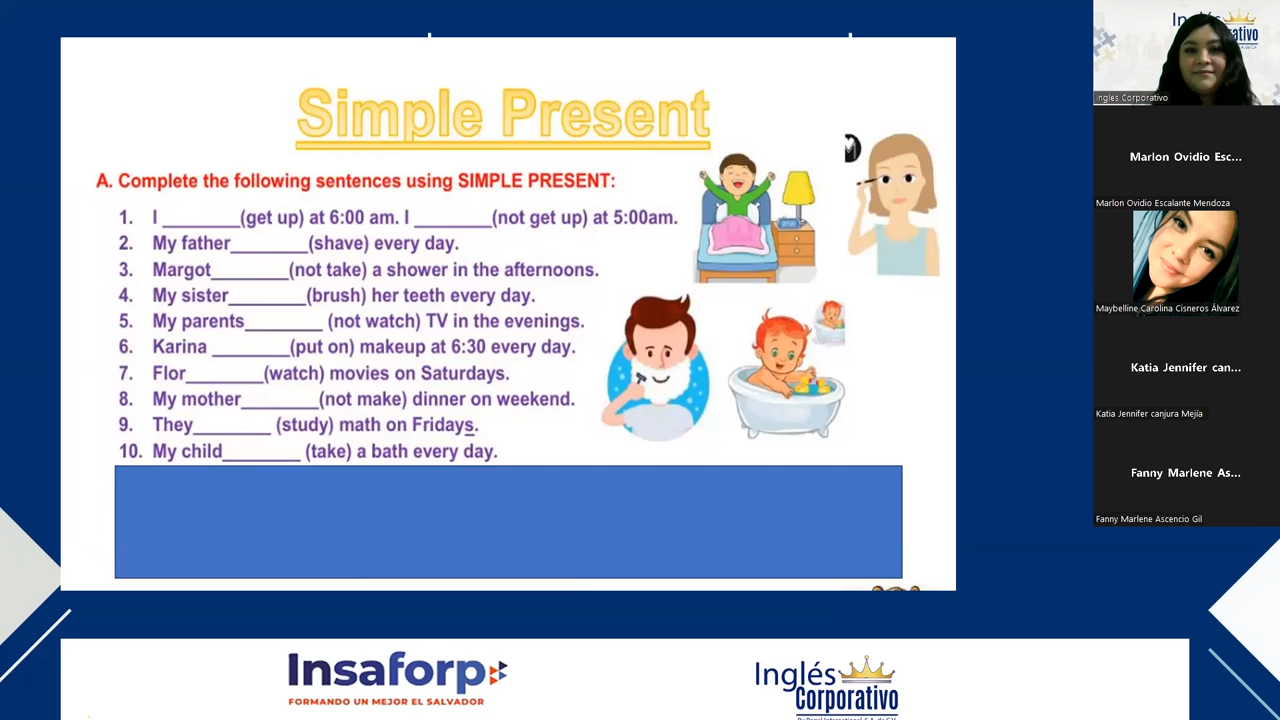 Simple Present
A. Complete the following sentences using SIMPLE PRESENT:
1. I ________(get up) at 6:00 am. I ________(not get up) at 5:00am.
2. My father________(shave) every day.
3. Margot________(not take) a shower in the afternoons.
4. My sister________(brush) her teeth every day.
5. My parents________ (not watch) TV in the evenings.
6. Karina ________(put on) makeup at 6:30 every day.
7. Flor________(watch) movies on Saturdays.
8. My mother________(not make) dinner on weekend.
9. They________ (study) math on Fridays.
10. My child________ (take) a bath every day.
Insaforp
FORMANDO UN MEJOR EL SALVADOR
Inglés
Corporativo
Ingles Corporativo
Marlon Ovidio Esc...
Marlon Ovidio Escalante Mendoza
Maybelline Carolina Cisneros Álvarez
Katia Jennifer can...
Katia Jennifer canjura Mejía
Fanny Marlene As...
Fanny Marlene Ascencio Gil